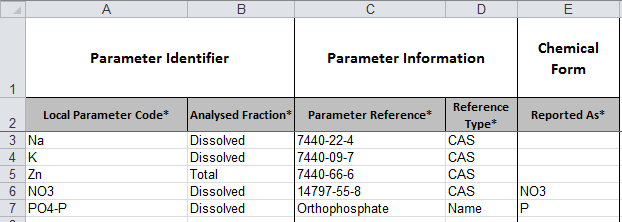 A B C D E
1 Parameter Identifier Parameter Information Chemical Form
2 Local Parameter Code* Analysed Fraction* Parameter Reference* Reference Type* Reported As*
3 Na Dissolved 7440-22-4 CAS
4 K Dissolved 7440-09-7 CAS
5 Zn Total 7440-66-6 CAS
6 NO3 Dissolved 14797-55-8 CAS NO3
7 PO4-P Dissolved Orthophosphate Name P